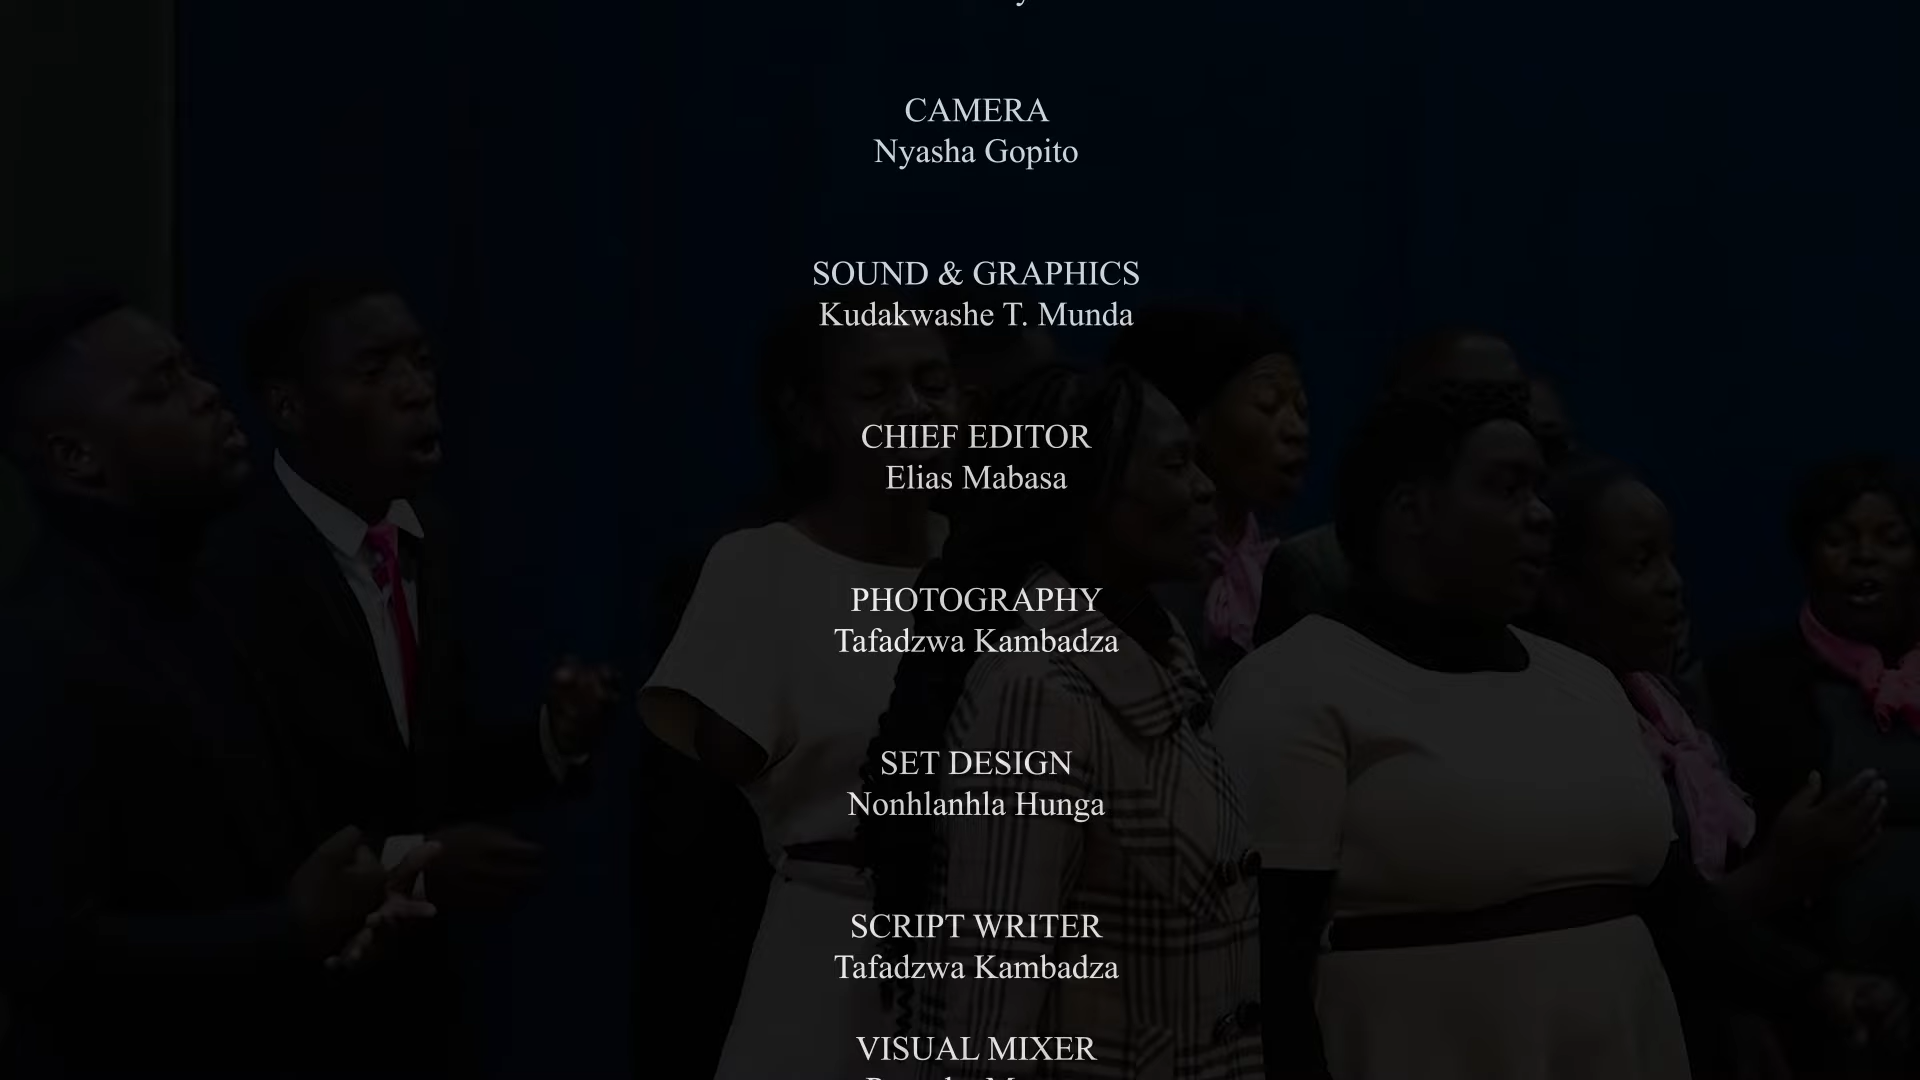 CAMERA
Nyasha Gopito
SOUND & GRAPHICS
Kudakwashe T. Munda
CHIEF EDITOR
Elias Mabasa
PHOTOGRAPHY
Tafadzwa Kambadza
SET DESIGN
Nonhlanhla Hunga
SCRIPT WRITER
Tafadzwa Kambadza
VISUAL MIXER